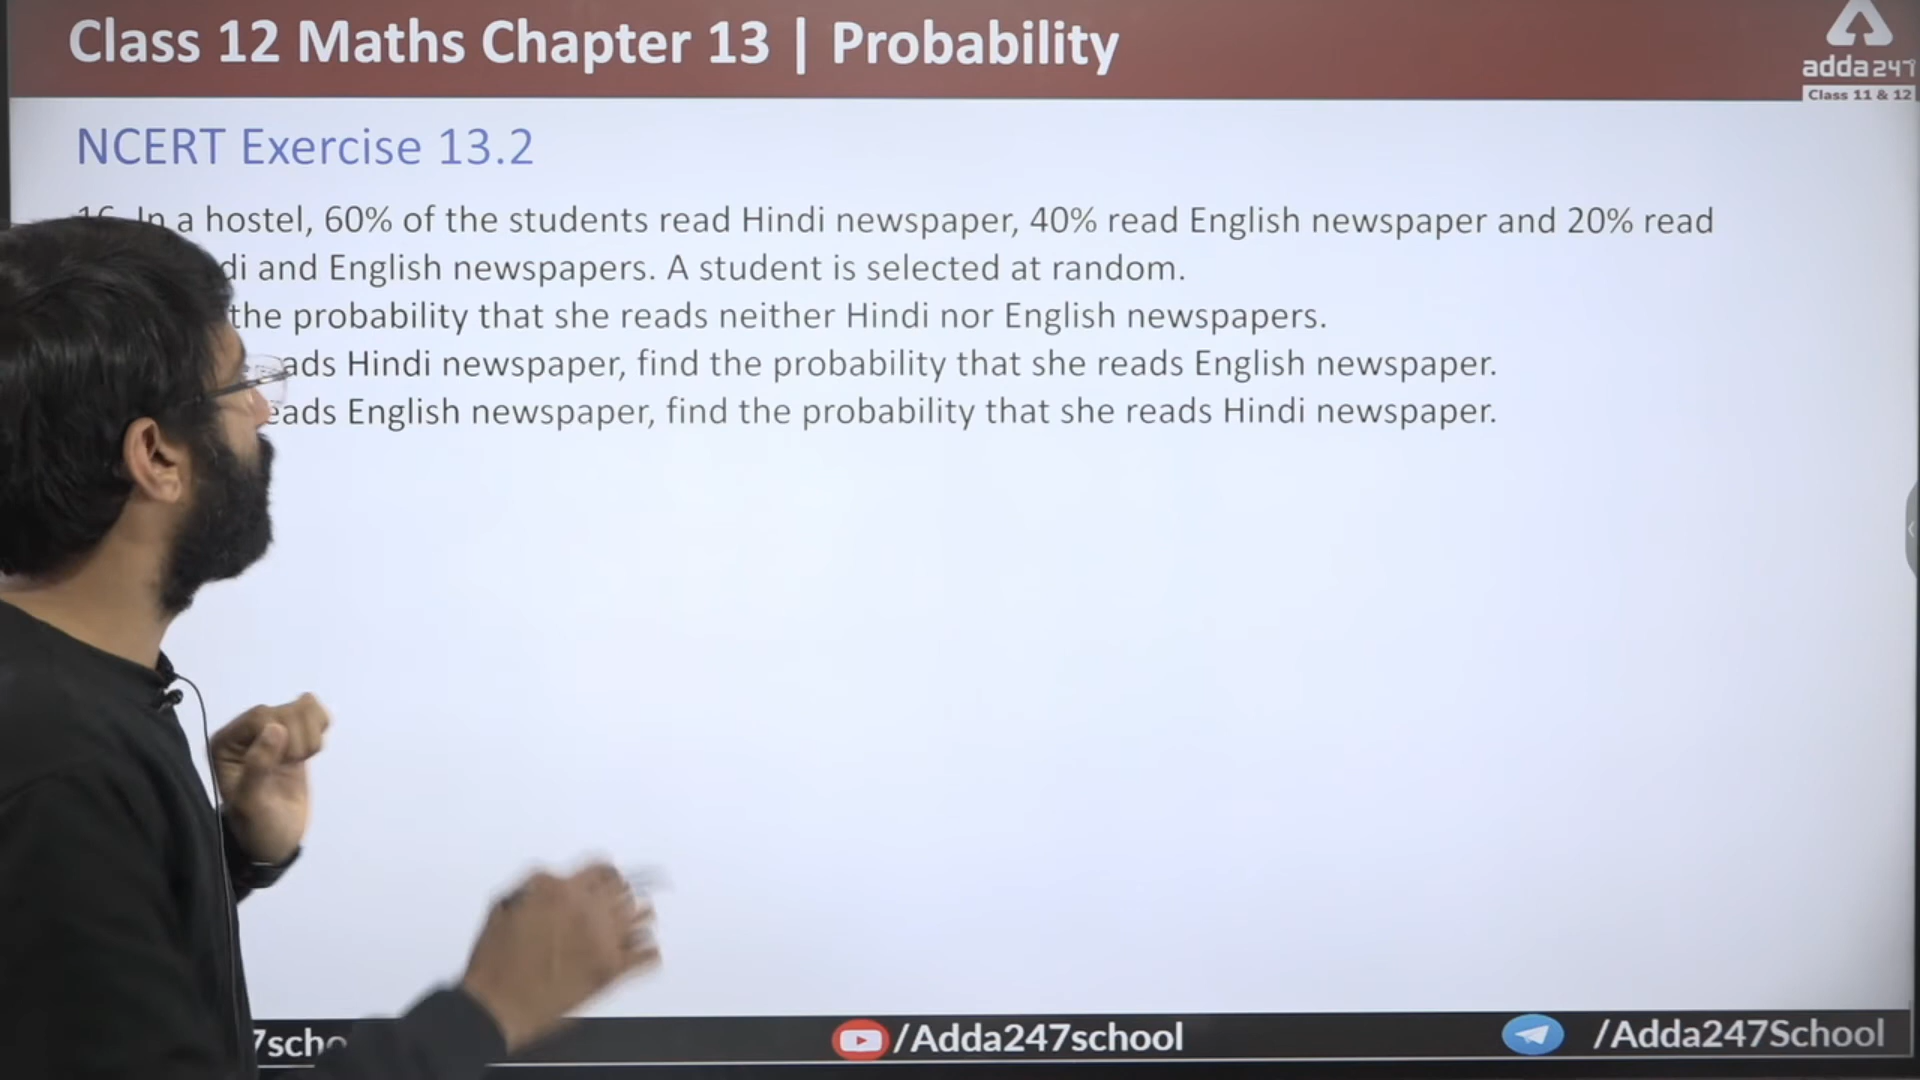 Class 12 Maths Chapter 13 | Probability
adda247
Class 11 & 12
NCERT Exercise 13.2
16. In a hostel, 60% of the students read Hindi newspaper, 40% read English newspaper and 20% read
di and English newspapers. A student is selected at random.
the probability that she reads neither Hindi nor English newspapers.
ads Hindi newspaper, find the probability that she reads English newspaper.
eads English newspaper, find the probability that she reads Hindi newspaper.
7scho
/Adda247school
/Adda247School